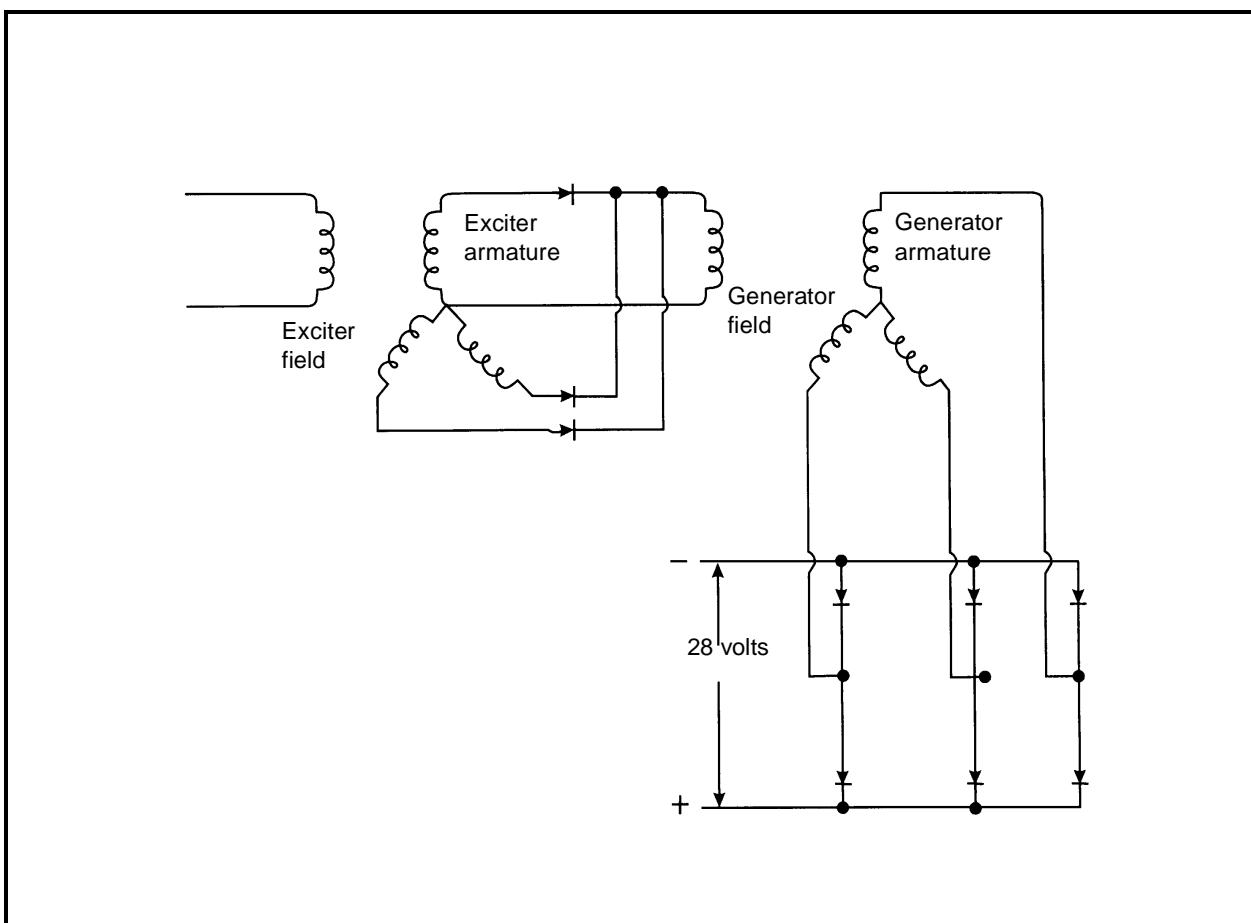 Exciter
armature
Generator
armature
Exciter
field
Generator
field
−
28 volts
+